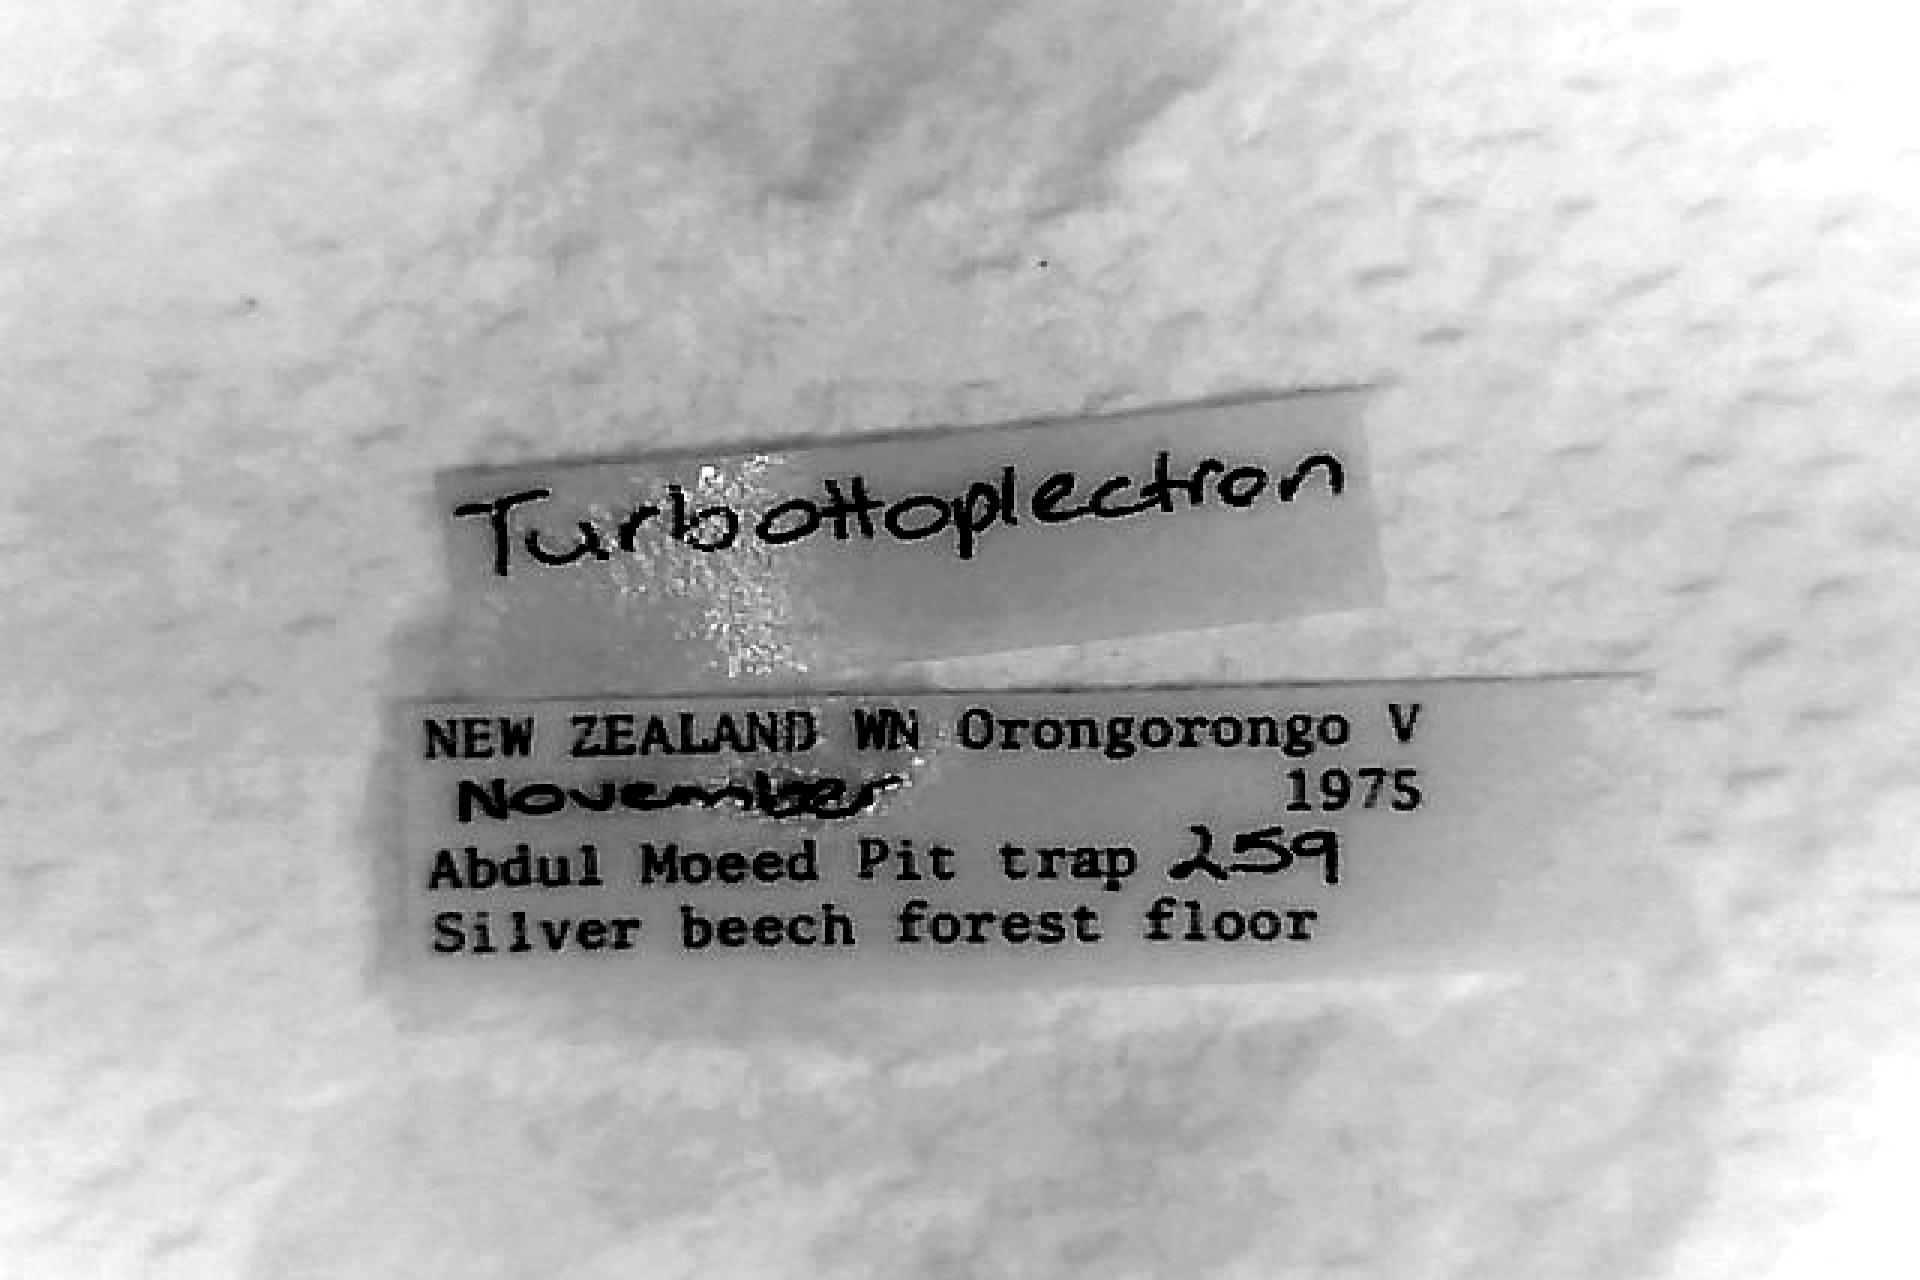 Turbottoplectron
NEW ZEALAND WN Orongorongo V
November 1975
Abdul Moeed Pit trap 259
Silver beech forest floor